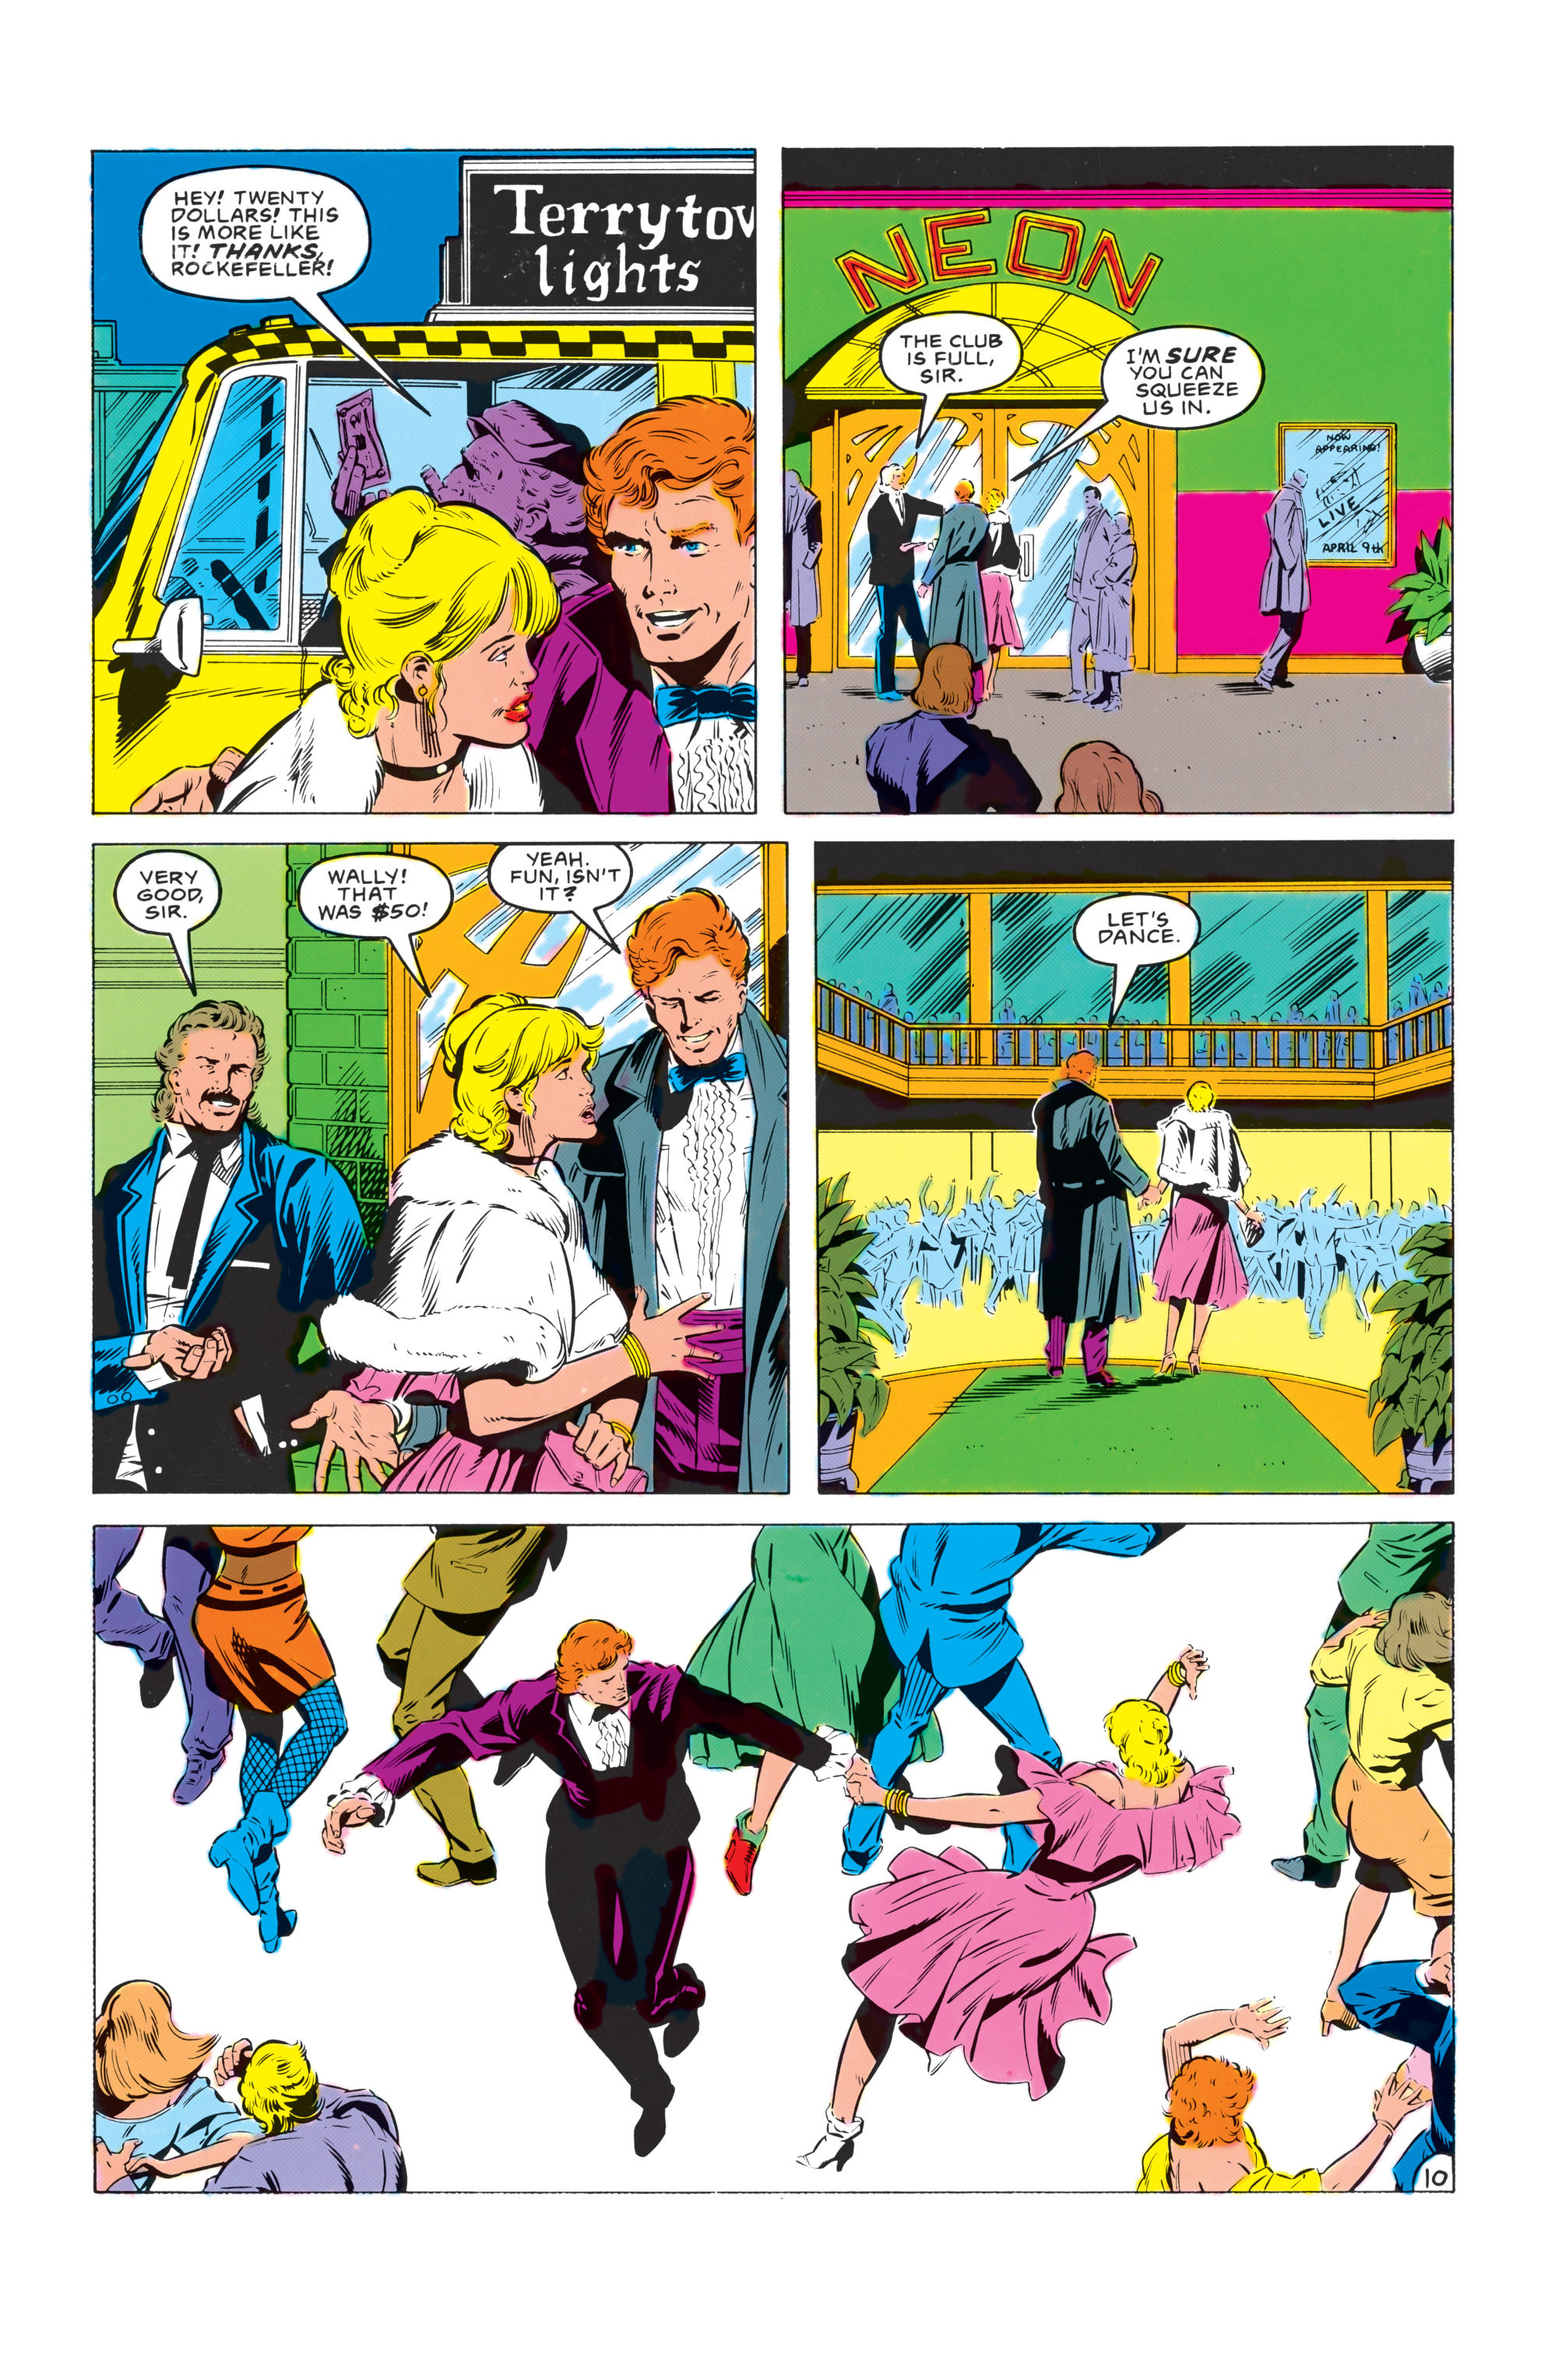 HEY! TWENTY
DOLLARS! THIS
IS MORE LIKE
IT! THANKS,
ROCKEFELLER!
Terrytow
lights
NEON
THE CLUB
IS FULL,
SIR.
I'M SURE
YOU CAN
SQUEEZE
US IN.
NOW
APPEARING!
LIVE
APRIL 9th
VERY
GOOD,
SIR.
WALLY!
THAT
WAS $50!
YEAH.
FUN, ISN'T
IT?
LET'S
DANCE.
10